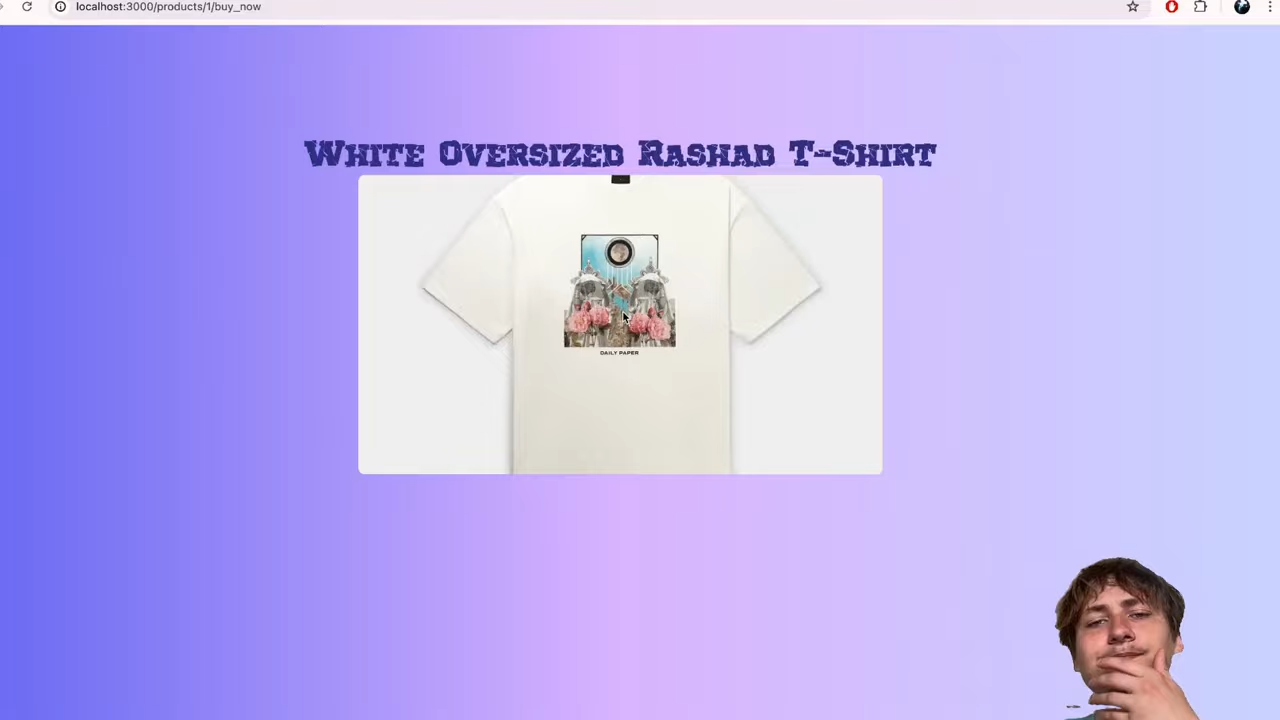 localhost:3000/products/1/buy_now
White Oversized Rashad T-Shirt
DAILY PAPER